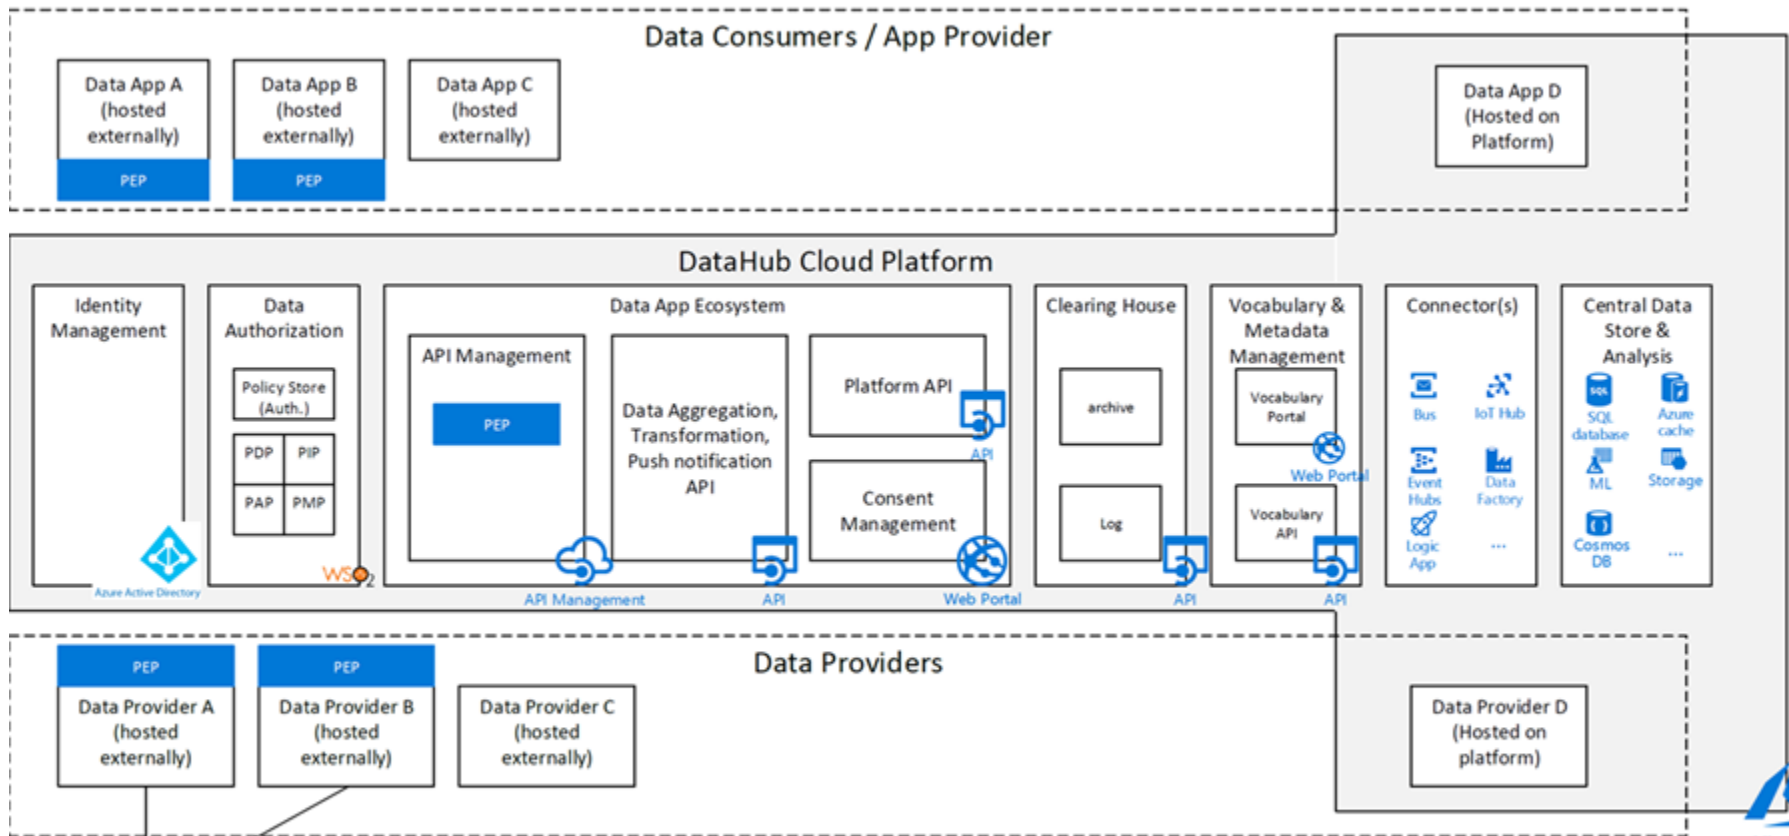 Data Consumers / App Provider
Data App A
(hosted
externally)
PEP
Data App B
(hosted
externally)
PEP
Data App C
(hosted
externally)
Data App D
(Hosted on
Platform)
DataHub Cloud Platform
Identity
Management
Azure Active Directory
Data
Authorization
Policy Store
(Auth.)
PDP
PIP
PAP
PMP
WSO2
Data App Ecosystem
API Management
PEP
API Management
Data Aggregation,
Transformation,
Push notification
API
API
Platform API
API
Consent
Management
Web Portal
Clearing House
archive
Log
API
Vocabulary &
Metadata
Management
Vocabulary
Portal
Web Portal
Vocabulary
API
API
Connector(s)
Bus
IoT Hub
Event
Hubs
Data
Factory
Logic
App
...
Central Data
Store &
Analysis
SQL
SQL
database
Azure
cache
ML
Storage
Cosmos
DB
...
Data Providers
PEP
Data Provider A
(hosted
externally)
PEP
Data Provider B
(hosted
externally)
Data Provider C
(hosted
externally)
Data Provider D
(Hosted on
platform)